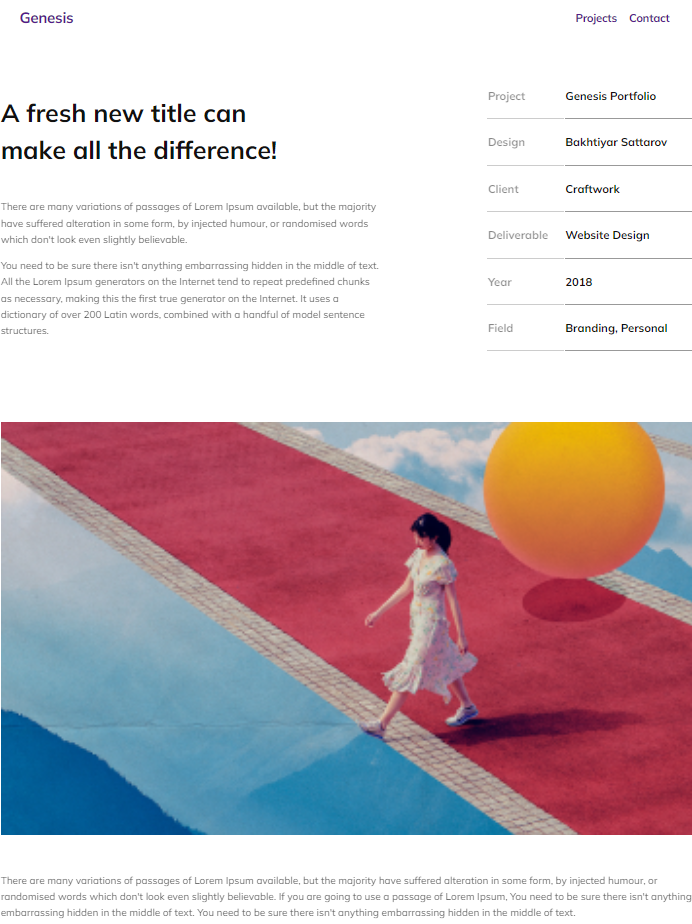 Genesis
Projects Contact
A fresh new title can
make all the difference!
There are many variations of passages of Lorem Ipsum available, but the majority
have suffered alteration in some form, by injected humour, or randomised words
which don't look even slightly believable.
You need to be sure there isn't anything embarrassing hidden in the middle of text.
All the Lorem Ipsum generators on the Internet tend to repeat predefined chunks
as necessary, making this the first true generator on the Internet. It uses a
dictionary of over 200 Latin words, combined with a handful of model sentence
structures.
Project Genesis Portfolio
Design Bakhtiyar Sattarov
Client Craftwork
Deliverable Website Design
Year 2018
Field Branding, Personal
There are many variations of passages of Lorem Ipsum available, but the majority have suffered alteration in some form, by injected humour, or
randomised words which don't look even slightly believable. If you are going to use a passage of Lorem Ipsum, You need to be sure there isn't anything
embarrassing hidden in the middle of text. You need to be sure there isn't anything embarrassing hidden in the middle of text.